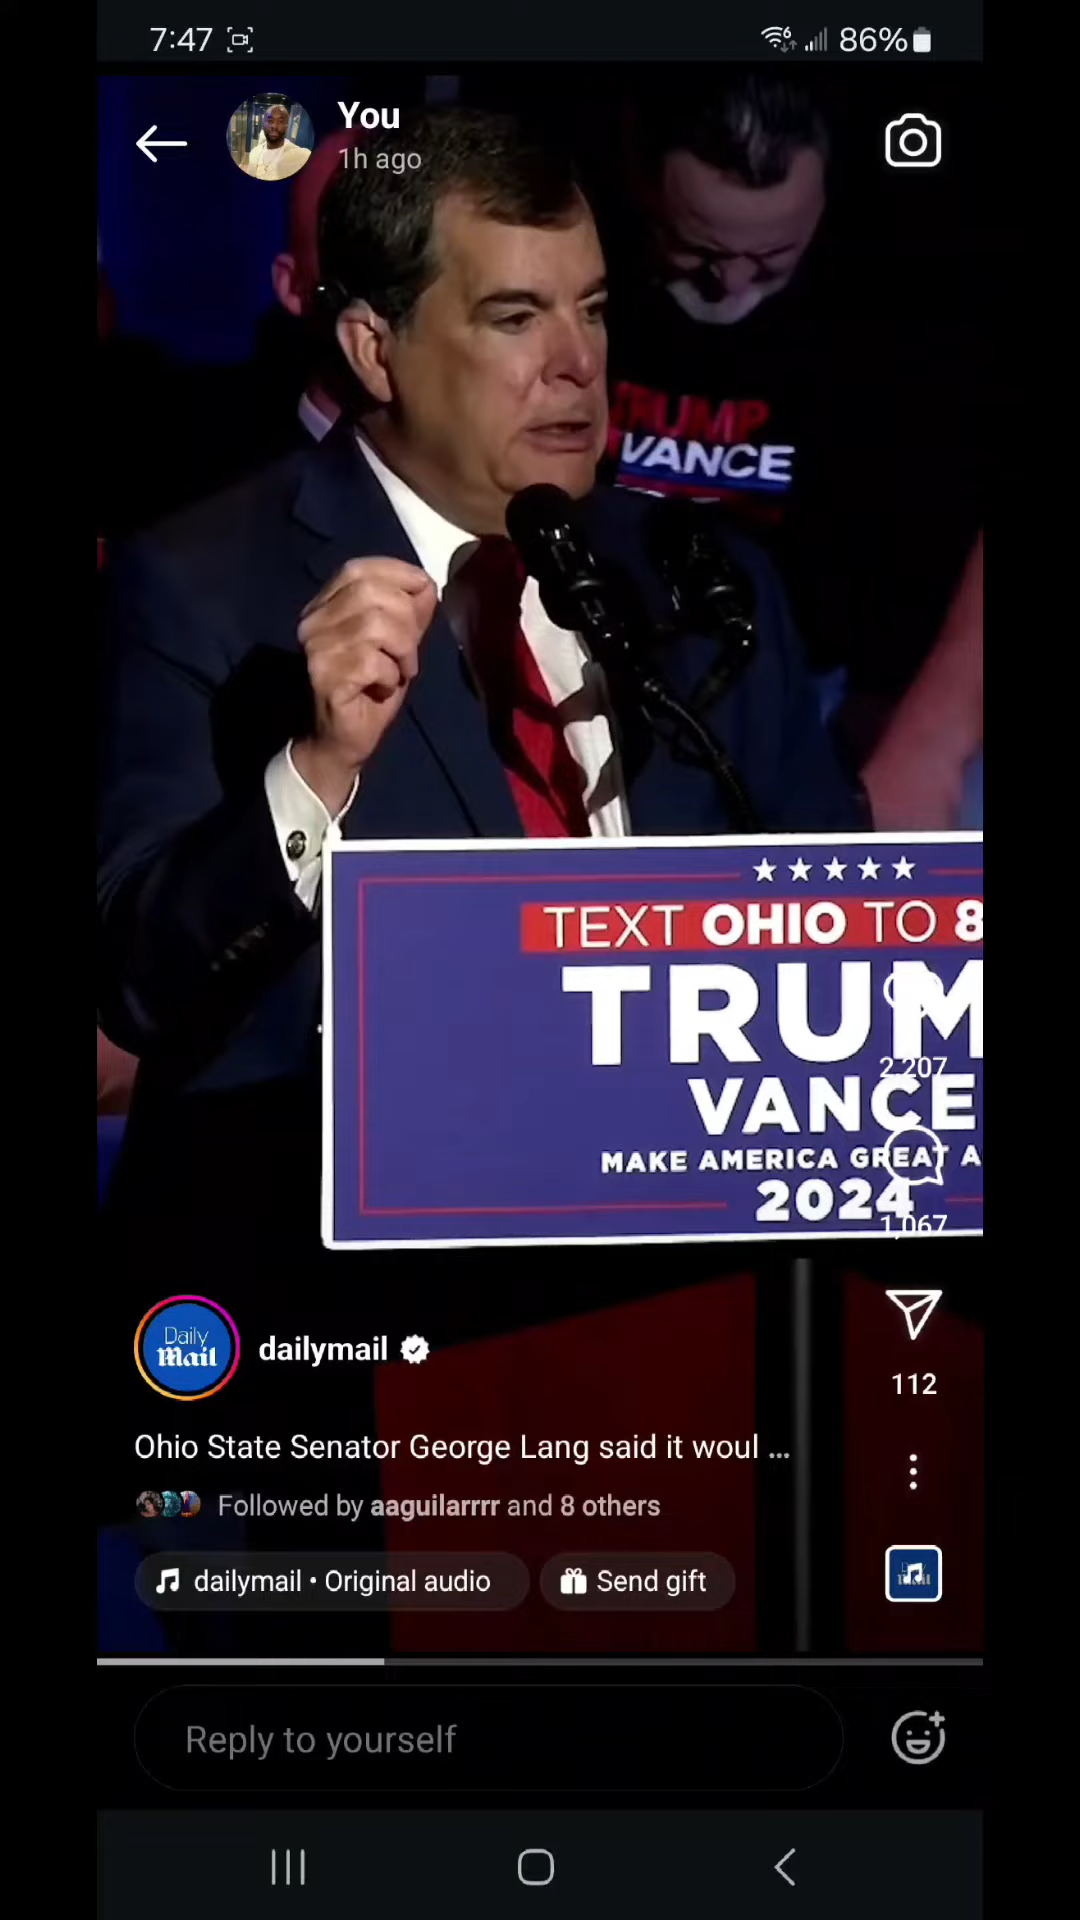 7:47
86%
You
1h ago
TRUMP
VANCE
TEXT OHIO TO 8
TRUM
VANCE
MAKE AMERICA GREAT A
2024
2,207
1,067
112
Daily
Mail
dailymail
Ohio State Senator George Lang said it woul ...
Followed by aaguilarrrr and 8 others
dailymail • Original audio
Send gift
Reply to yourself